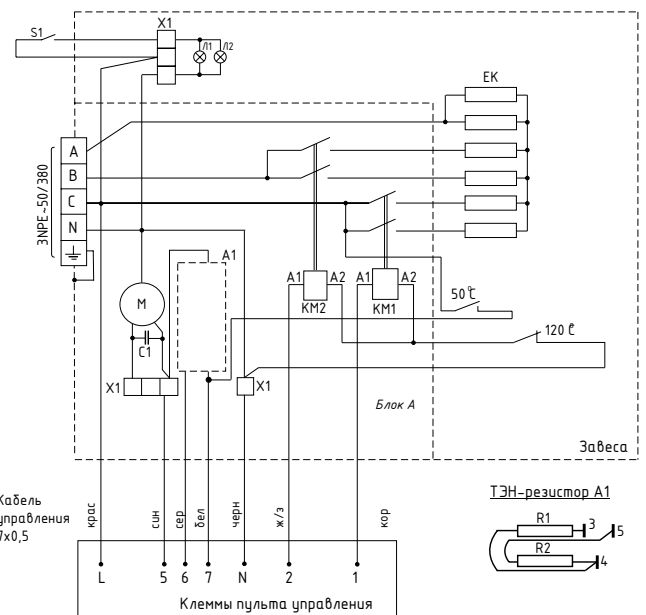 X1
S1
Л1
Л2
EK
A
B
C
N
3NPE~50/380
A1
M
C1
A1
A2
KM2
A1
A2
KM1
50℃
120 ℃
X1
X1
Блок А
Завеса
Кабель
управления
7x0,5
крас
син
сер
бел
черн
ж/з
кор
L
5
6
7
N
2
1
Клеммы пульта управления
ТЭН-резистор А1
R1
3
5
R2
4